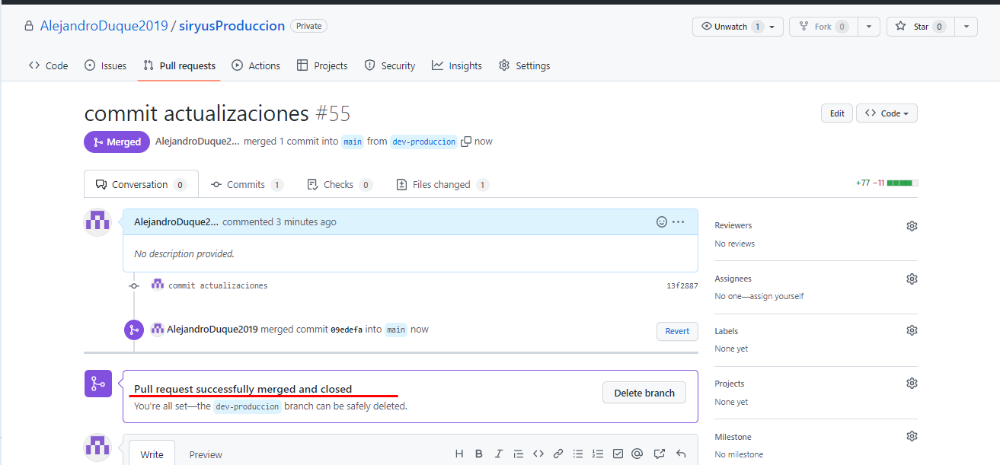 AlejandroDuque2019 / siryusProduccion Private
Unwatch 1 Fork 0 Star 0
Code Issues Pull requests Actions Projects Security Insights Settings
commit actualizaciones #55
Edit Code
Merged AlejandroDuque2... merged 1 commit into main from dev-produccion now
Conversation 0 Commits 1 Checks 0 Files changed 1
+77 −11
AlejandroDuque2... commented 3 minutes ago
No description provided.
commit actualizaciones 13f2887
AlejandroDuque2019 merged commit 09edefa into main now
Revert
Pull request successfully merged and closed
You're all set—the dev-produccion branch can be safely deleted.
Delete branch
Write Preview
Reviewers
No reviews
Assignees
No one—assign yourself
Labels
None yet
Projects
None yet
Milestone
No milestone